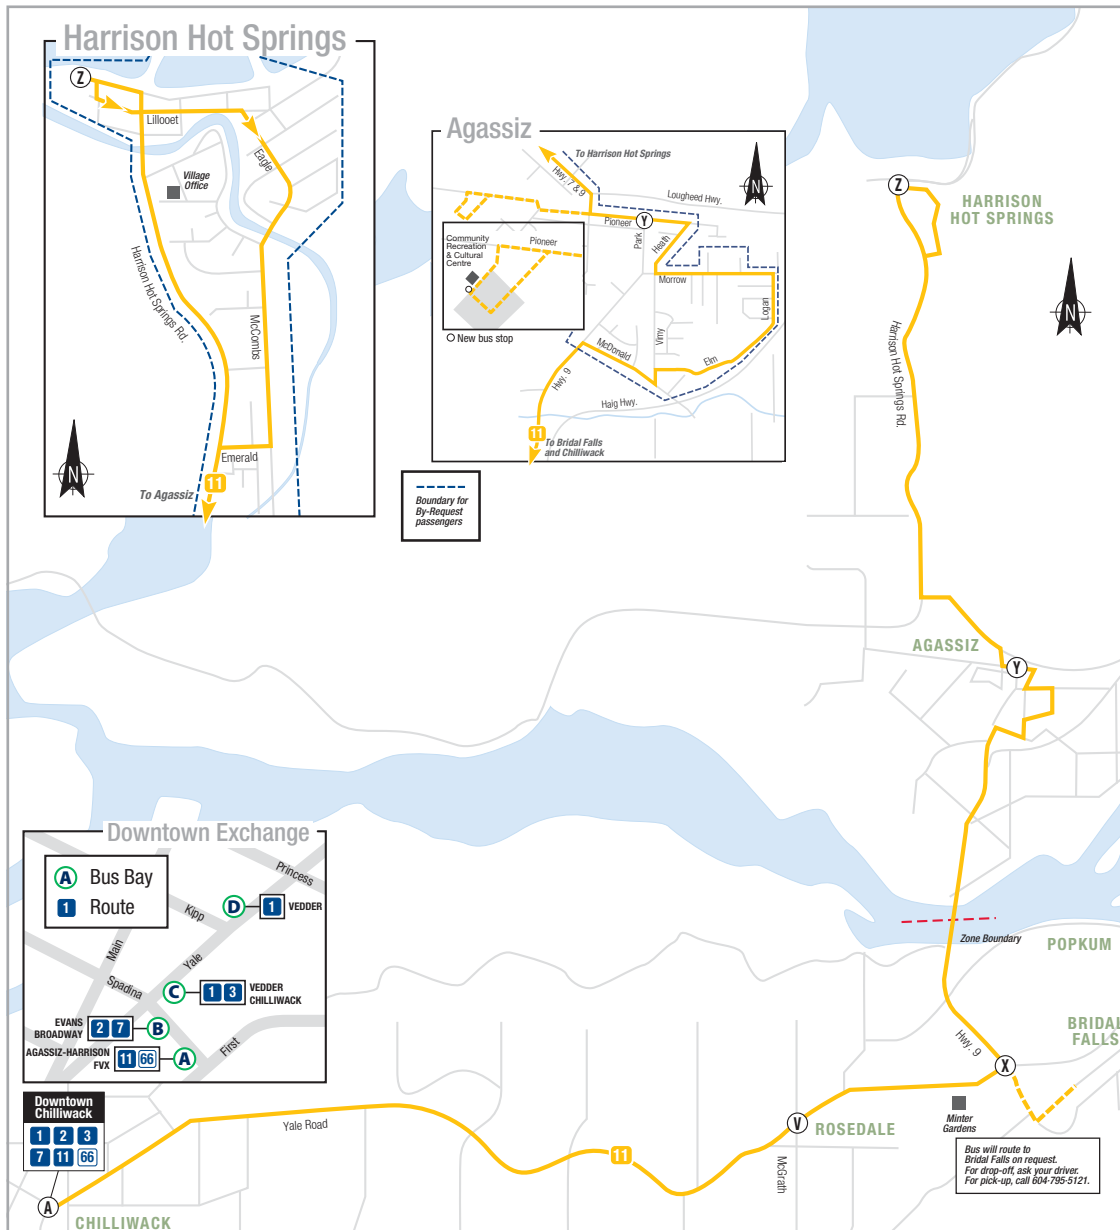 Harrison Hot Springs
Z
Lillooet
Eagle
Village
Office
Harrison Hot Springs Rd.
McCombs
Emerald
N
To Agassiz
11
Agassiz
To Harrison Hot Springs
Hwy. 7 & 9
Lougheed Hwy.
N
Pioneer
Y
Park
Heath
Community
Recreation
& Cultural
Centre
Pioneer
Morrow
Logan
New bus stop
Vimy
McDonald
Elm
Hwy. 9
Haig Hwy.
11
To Bridal Falls
and Chilliwack
Boundary for
By-Request
passengers
Z
HARRISON
HOT SPRINGS
N
Harrison Hot Springs Rd.
AGASSIZ
Y
Zone Boundary
POPKUM
BRIDAL
FALLS
Hwy. 9
X
Minter
Gardens
V
ROSEDALE
McGrath
Bus will route to
Bridal Falls on request.
For drop-off, ask your driver.
For pick-up, call 604-795-5121.
11
Yale Road
Downtown Exchange
A Bus Bay
1 Route
Princess
D 1 VEDDER
Kipp
Main
Yale
Spadina
C 1 3 VEDDER
CHILLIWACK
EVANS
BROADWAY 2 7 B
AGASSIZ-HARRISON
FVX 11 66 A
First
Downtown
Chilliwack
1 2 3
7 11 66
A
CHILLIWACK